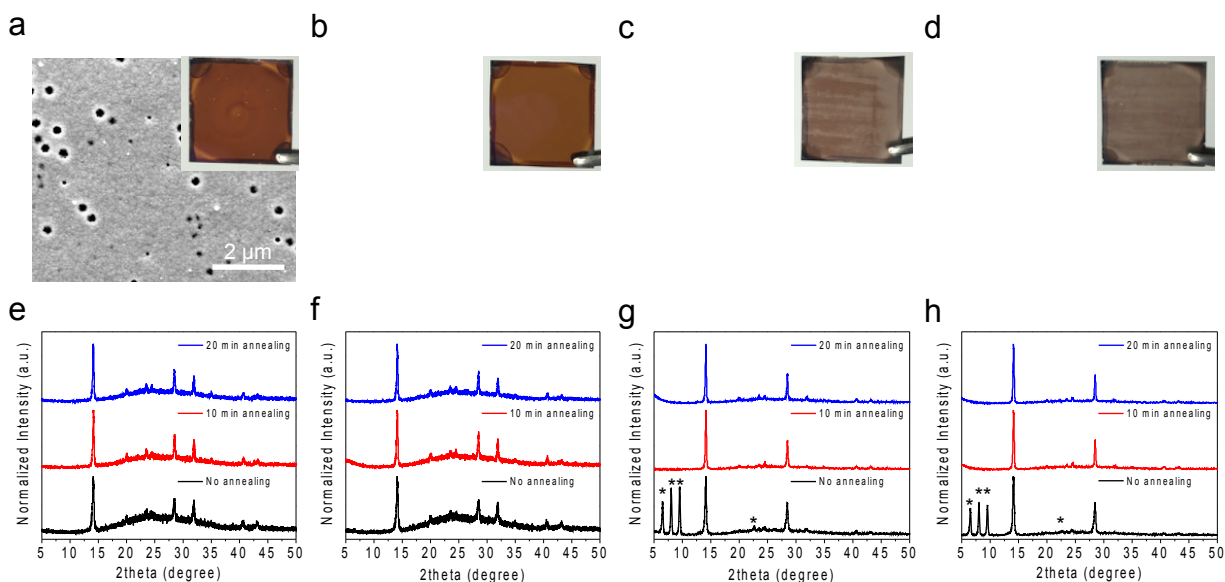 a
b
c
d
2 μm
e
f
g
h
Normalized Intensity (a.u.)
20 min annealing
10 min annealing
No annealing
5 10 15 20 25 30 35 40 45 50
2theta (degree)
Normalized Intensity (a.u.)
20 min annealing
10 min annealing
No annealing
5 10 15 20 25 30 35 40 45 50
2theta (degree)
Normalized Intensity (a.u.)
20 min annealing
10 min annealing
No annealing
* ** *
5 10 15 20 25 30 35 40 45 50
2theta (degree)
Normalized Intensity (a.u.)
20 min annealing
10 min annealing
No annealing
* ** *
5 10 15 20 25 30 35 40 45 50
2theta (degree)